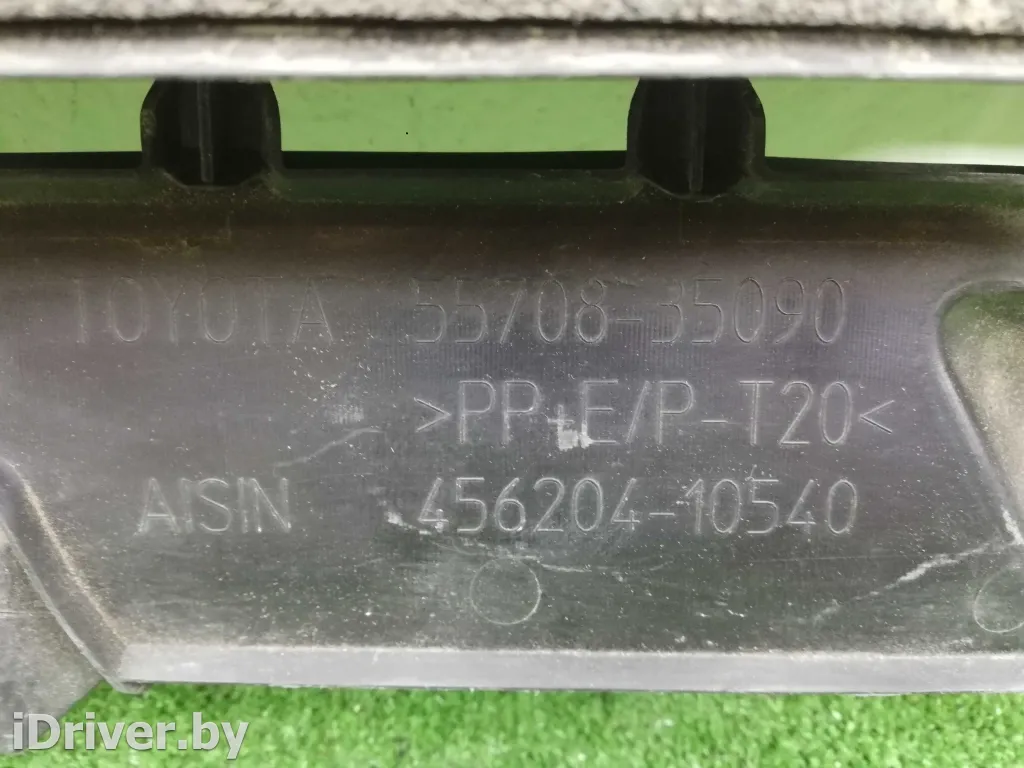 TOYOTA 55708-35090
>PP+E/P-T20<
AISIN 456204-10540
iDriver.by